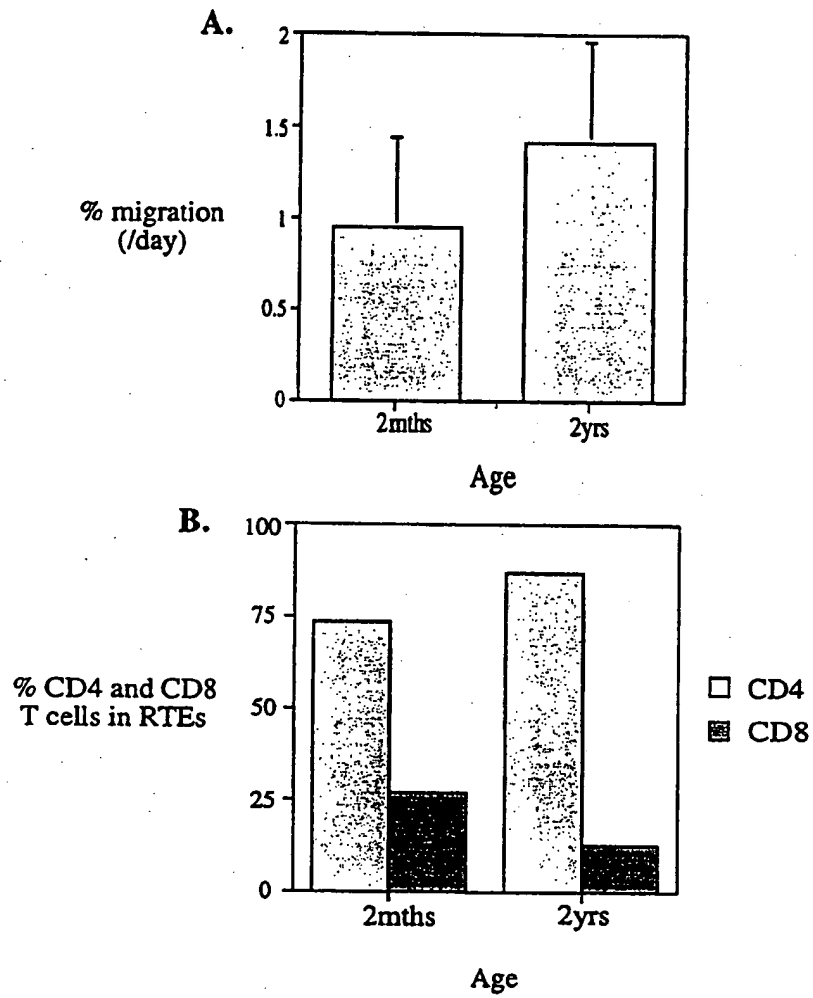 A.
2
1.5
% migration
(/day)
1
0.5
0
2mths 2yrs
Age
B.
100
75
% CD4 and CD8
T cells in RTEs
50
25
0
CD4
CD8
2mths 2yrs
Age